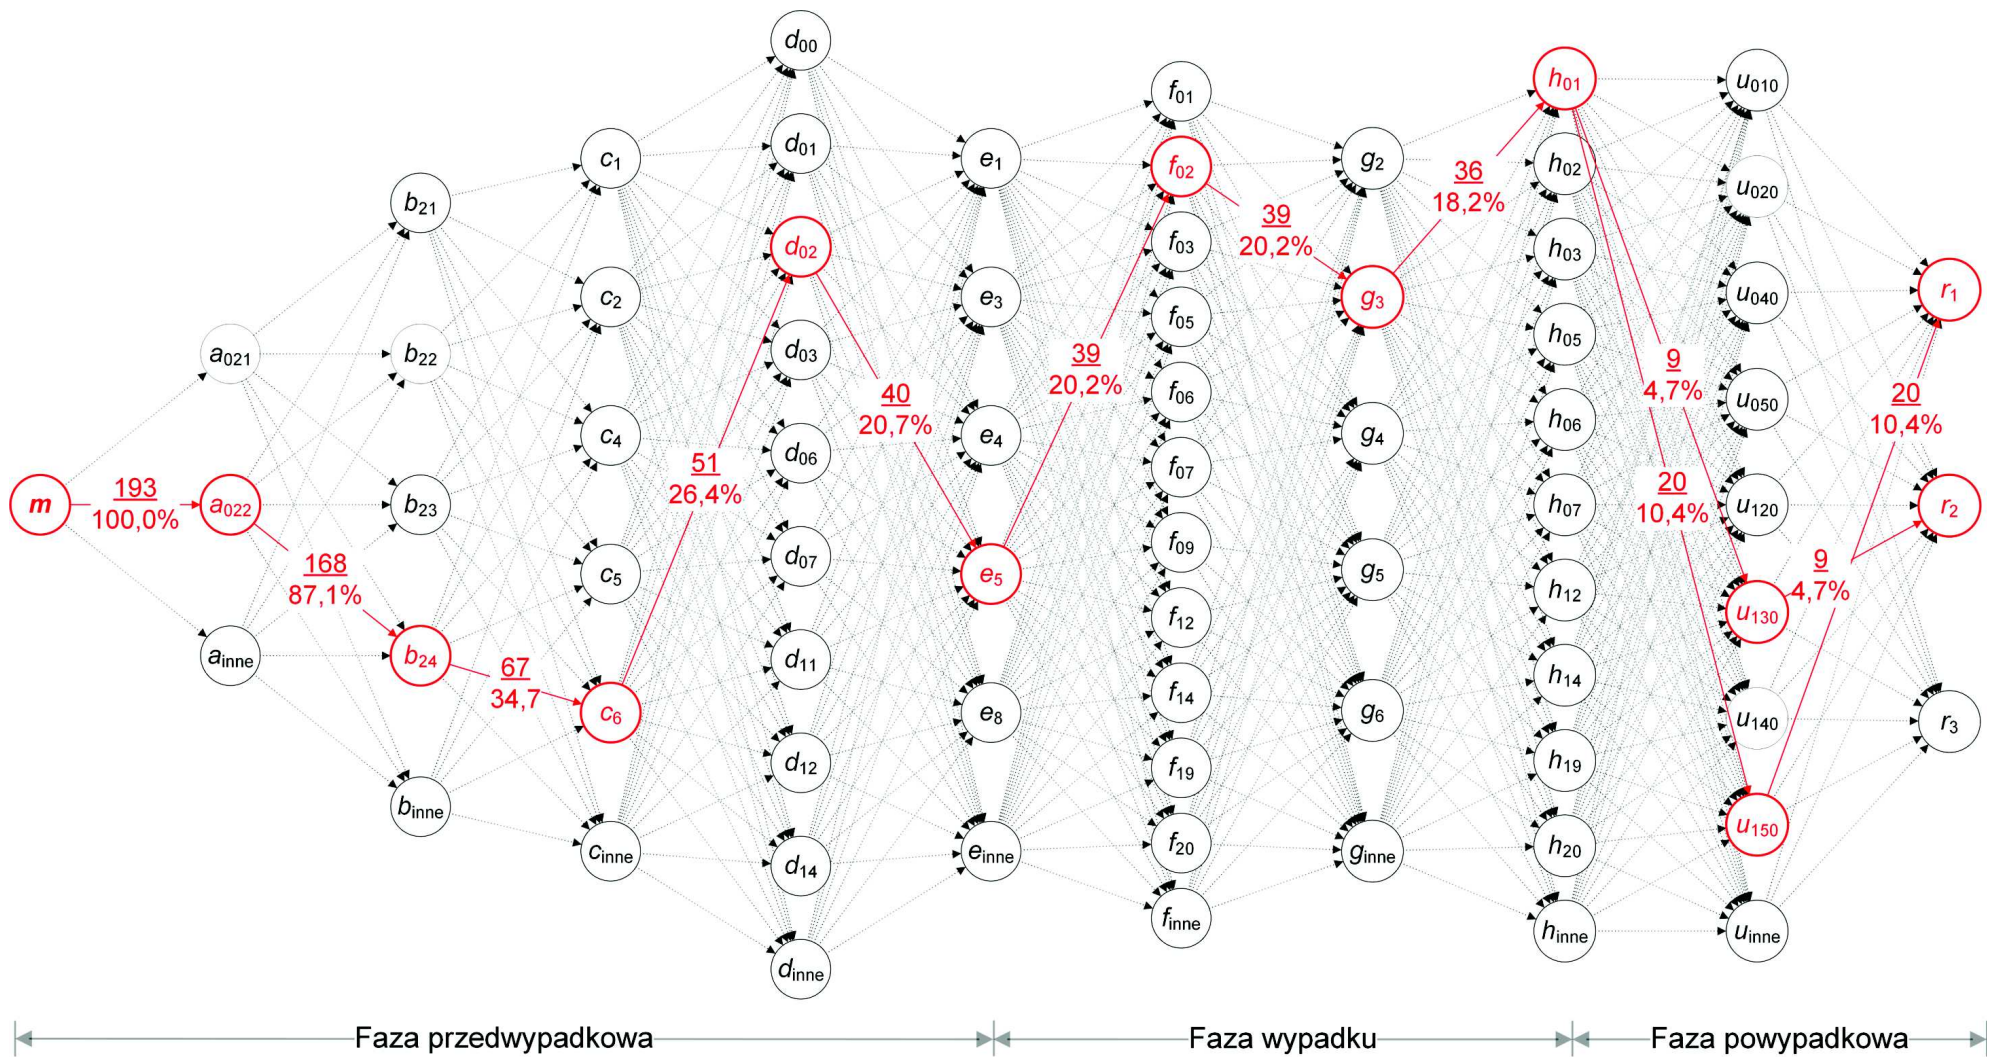 m
193
100,0%
a021
a022
ainne
168
87,1%
b21
b22
b23
b24
binne
67
34,7
c1
c2
c4
c5
c6
cinne
51
26,4%
d00
d01
d02
d03
d06
d07
d11
d12
d14
dinne
40
20,7%
e1
e3
e4
e5
e8
einne
39
20,2%
f01
f02
f03
f05
f06
f07
f09
f12
f14
f19
f20
finne
39
20,2%
g2
g3
g4
g5
g6
ginne
36
18,2%
h01
h02
h03
h05
h06
h07
h12
h14
h19
h20
hinne
9
4,7%
20
10,4%
u010
u020
u040
u050
u120
u130
u140
u150
uinne
20
10,4%
9
4,7%
r1
r2
r3
Faza przedwypadkowa
Faza wypadku
Faza powypadkowa